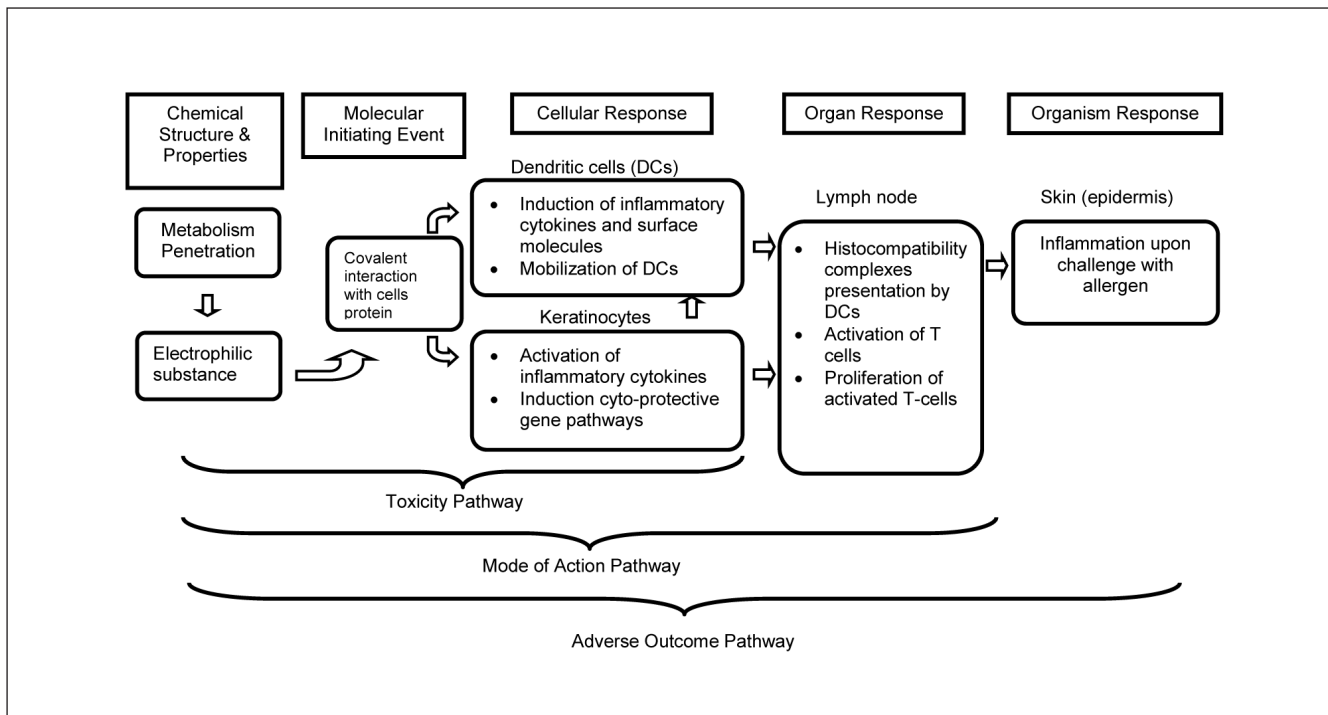 Chemical
Structure &
Properties
Molecular
Initiating Event
Cellular Response
Organ Response
Organism Response
Metabolism
Penetration
Electrophilic
substance
Covalent
interaction
with cells
protein
Dendritic cells (DCs)
• Induction of inflammatory
cytokines and surface
molecules
• Mobilization of DCs
Keratinocytes
• Activation of
inflammatory cytokines
• Induction cyto-protective
gene pathways
Lymph node
• Histocompatibility
complexes
presentation by
DCs
• Activation of T
cells
• Proliferation of
activated T-cells
Skin (epidermis)
Inflammation upon
challenge with
allergen
Toxicity Pathway
Mode of Action Pathway
Adverse Outcome Pathway